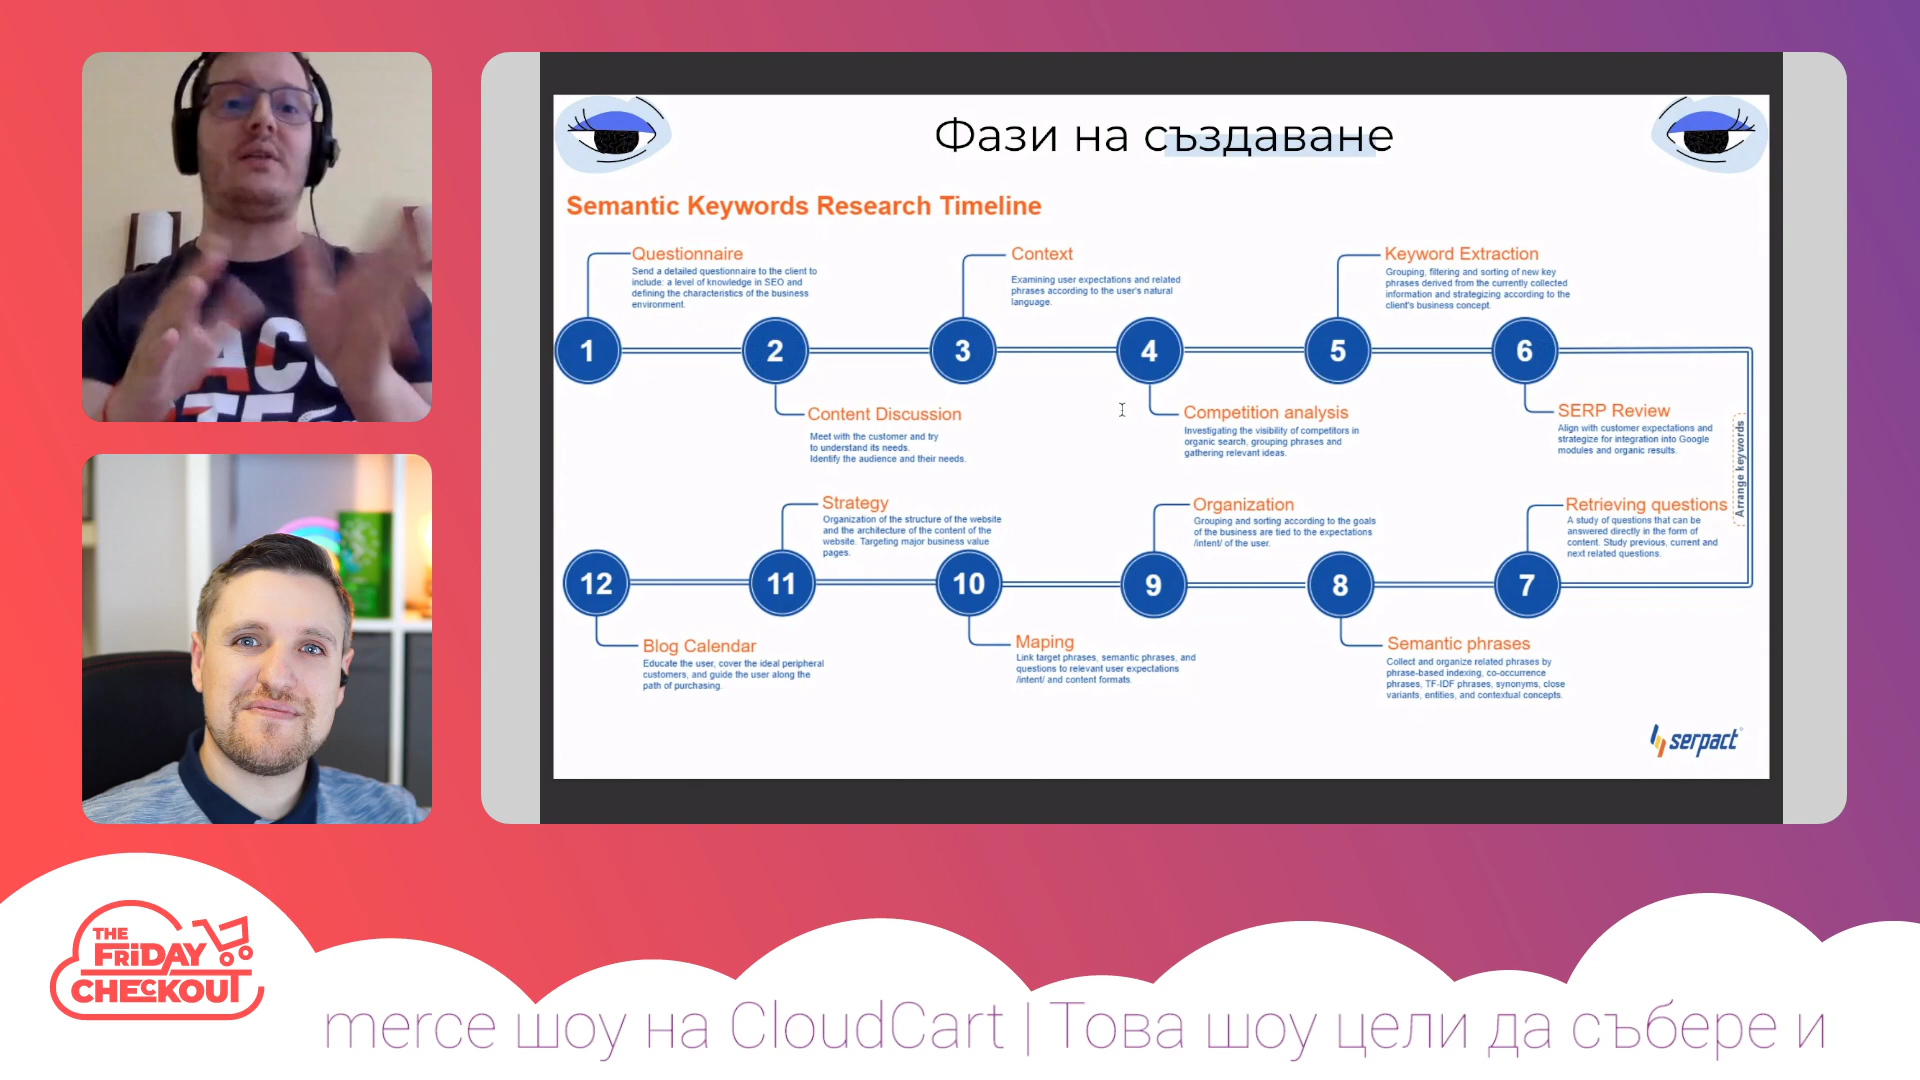 Фази на създаване
Semantic Keywords Research Timeline
Questionnaire
Send a detailed questionnaire to the client to
include: a level of knowledge in SEO and
defining the characteristics of the business
environment.
Context
Examining user expectations and related
phrases according to the user's natural
language.
Keyword Extraction
Grouping, filtering and sorting of new key
phrases derived from the currently collected
information and strategizing according to the
client's business concept.
1
2
3
4
5
6
Content Discussion
Meet with the customer and try
to understand its needs.
Identify the audience and their needs.
Competition analysis
Investigating the visibility of competitors in
organic search, grouping phrases and
gathering relevant ideas.
SERP Review
Align with customer expectations and
strategize for integration into Google
modules and organic results.
Arrange keywords
Strategy
Organization of the structure of the website
and the architecture of the content of the
website. Targeting major business value
pages.
Organization
Grouping and sorting according to the goals
of the business are tied to the expectations
/intent/ of the user.
Retrieving questions
A study of questions that can be
answered directly in the form of
content. Study previous, current and
next related questions.
12
11
10
9
8
7
Blog Calendar
Educate the user, cover the ideal peripheral
customers, and guide the user along the
path of purchasing.
Maping
Link target phrases, semantic phrases, and
questions to relevant user expectations
/intent/ and content formats.
Semantic phrases
Collect and organize related phrases by
phrase-based indexing, co-occurrence
phrases, TF-IDF phrases, synonyms, close
variants, entities, and contextual concepts.
serpact
THE
FRiDAY
CHECKOUT
merce шоу на CloudCart | Това шоу цели да събере и